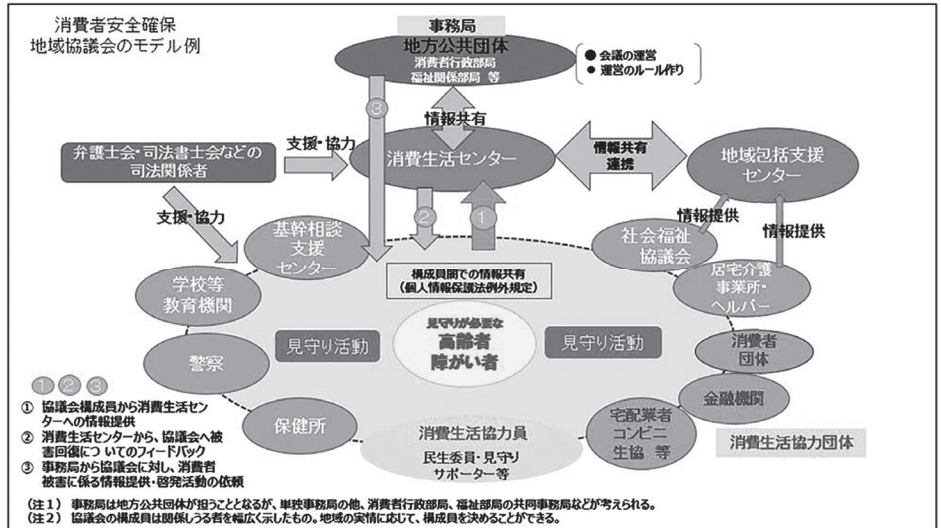 消費者安全確保
地域協議会のモデル例
事務局
地方公共団体
消費者行政部局
福祉関係部局 等
● 会議の運営
● 運営のルール作り
③
情報共有
弁護士会・司法書士会などの
司法関係者
支援・協力
消費生活センター
情報共有
連携
地域包括支援
センター
支援・協力
②
①
情報提供
情報提供
基幹相談
支援
センター
社会福祉
協議会
構成員間での情報共有
(個人情報保護法例外規定)
学校等
教育機関
居宅介護
事業所・
ヘルパー
見守りが必要な
高齢者
障がい者
見守り活動
見守り活動
消費者
団体
警察
金融機関
保健所
宅配業者
コンビニ
生協 等
消費生活協力員
民生委員・見守り
サポーター等
消費生活協力団体
① ② ③
① 協議会構成員から消費生活セン
ターへの情報提供
② 消費生活センターから、協議会へ被
害回復についてのフィードバック
③ 事務局から協議会に対し、消費者
被害に係る情報提供・啓発活動の依頼
(注1) 事務局は地方公共団体が担うこととなるが、単独事務局の他、消費者行政部局、福祉部局の共同事務局などが考えられる。
(注2) 協議会の構成員は関係しうる者を幅広く示したもの。地域の実情に応じて、構成員を決めることができる。